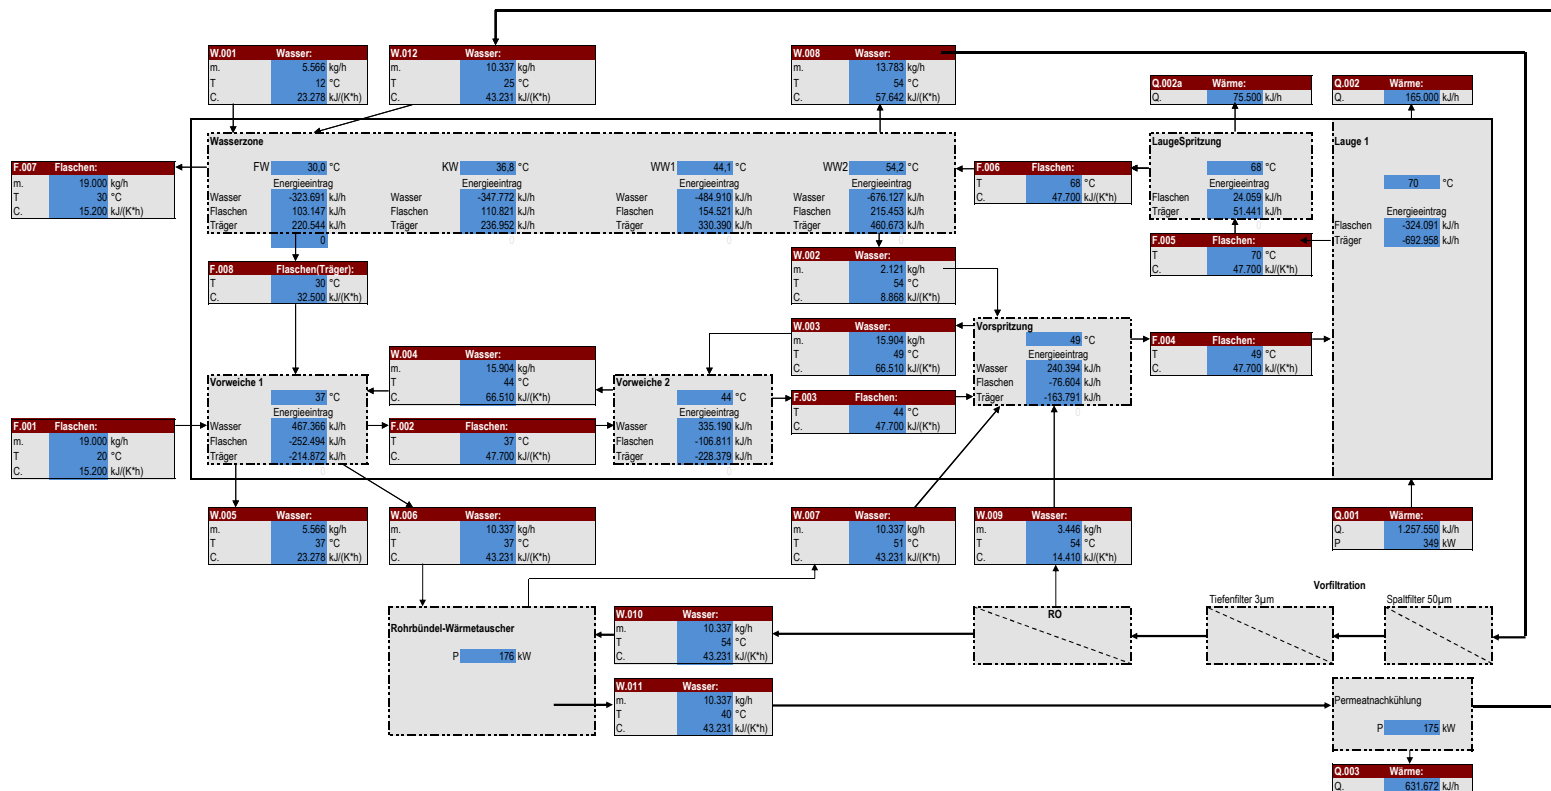 W.001 Wasser:
m. 5.566 kg/h
T 12 °C
C. 23.278 kJ/(K*h)
W.012 Wasser:
m. 10.337 kg/h
T 25 °C
C. 43.231 kJ/(K*h)
W.008 Wasser:
m. 13.783 kg/h
T 54 °C
C. 57.642 kJ/(K*h)
Q.002a Wärme:
Q. 75.500 kJ/h
Q.002 Wärme:
Q. 165.000 kJ/h
Wasserzone
FW 30,0 °C
Energieeintrag
Wasser -323.691 kJ/h
Flaschen 103.147 kJ/h
Träger 220.544 kJ/h
0
KW 36,8 °C
Energieeintrag
Wasser -347.772 kJ/h
Flaschen 110.821 kJ/h
Träger 236.952 kJ/h
0
WW1 44,1 °C
Energieeintrag
Wasser -484.910 kJ/h
Flaschen 154.521 kJ/h
Träger 330.390 kJ/h
0
WW2 54,2 °C
Energieeintrag
Wasser -676.127 kJ/h
Flaschen 215.453 kJ/h
Träger 460.673 kJ/h
0
LaugeSpritzung
68 °C
Energieeintrag
Flaschen 24.059 kJ/h
Träger 51.441 kJ/h
Lauge 1
70 °C
Energieeintrag
Flaschen -324.091 kJ/h
Träger -692.958 kJ/h
F.007 Flaschen:
m. 19.000 kg/h
T 30 °C
C. 15.200 kJ/(K*h)
F.006 Flaschen:
T 68 °C
C. 47.700 kJ/(K*h)
F.005 Flaschen:
T 70 °C
C. 47.700 kJ/(K*h)
F.008 Flaschen(Träger):
T 30 °C
C. 32.500 kJ/(K*h)
W.002 Wasser:
m. 2.121 kg/h
T 54 °C
C. 8.868 kJ/(K*h)
W.003 Wasser:
m. 15.904 kg/h
T 49 °C
C. 66.510 kJ/(K*h)
Vorspritzung
49 °C
Energieeintrag
Wasser 240.394 kJ/h
Flaschen -76.604 kJ/h
Träger -163.791 kJ/h
0
F.004 Flaschen:
T 49 °C
C. 47.700 kJ/(K*h)
W.004 Wasser:
m. 15.904 kg/h
T 44 °C
C. 66.510 kJ/(K*h)
Vorweiche 1
37 °C
Energieeintrag
Wasser 467.366 kJ/h
Flaschen -252.494 kJ/h
Träger -214.872 kJ/h
0
Vorweiche 2
44 °C
Energieeintrag
Wasser 335.190 kJ/h
Flaschen -106.811 kJ/h
Träger -228.379 kJ/h
0
F.003 Flaschen:
T 44 °C
C. 47.700 kJ/(K*h)
F.001 Flaschen:
m. 19.000 kg/h
T 20 °C
C. 15.200 kJ/(K*h)
F.002 Flaschen:
T 37 °C
C. 47.700 kJ/(K*h)
W.005 Wasser:
m. 5.566 kg/h
T 37 °C
C. 23.278 kJ/(K*h)
W.006 Wasser:
m. 10.337 kg/h
T 37 °C
C. 43.231 kJ/(K*h)
W.007 Wasser:
m. 10.337 kg/h
T 51 °C
C. 43.231 kJ/(K*h)
W.009 Wasser:
m. 3.446 kg/h
T 54 °C
C. 14.410 kJ/(K*h)
Q.001 Wärme:
Q. 1.257.550 kJ/h
P 349 kW
Vorfiltration
Tiefenfilter 3µm
Spaltfilter 50µm
RO
Rohrbündel-Wärmetauscher
P 176 kW
W.010 Wasser:
m. 10.337 kg/h
T 54 °C
C. 43.231 kJ/(K*h)
W.011 Wasser:
m. 10.337 kg/h
T 40 °C
C. 43.231 kJ/(K*h)
Permeatnachkühlung
P 175 kW
Q.003 Wärme:
Q. 631.672 kJ/h